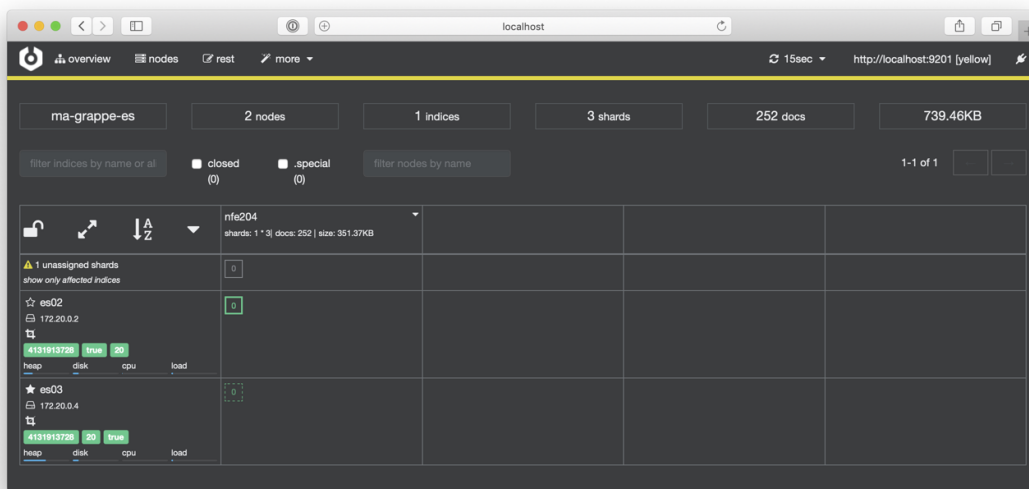 localhost
overview nodes rest more 15sec http://localhost:9201 [yellow]
ma-grappe-es 2 nodes 1 indices 3 shards 252 docs 739.46KB
filter indices by name or al closed (0) .special (0) filter nodes by name 1-1 of 1
nfe204
shards: 1 * 3| docs: 252 | size: 351.37KB
1 unassigned shards 0
show only affected indices
es02 0
172.20.0.2
4131913728 true 20
heap disk cpu load
es03 0
172.20.0.4
4131913728 20 true
heap disk cpu load